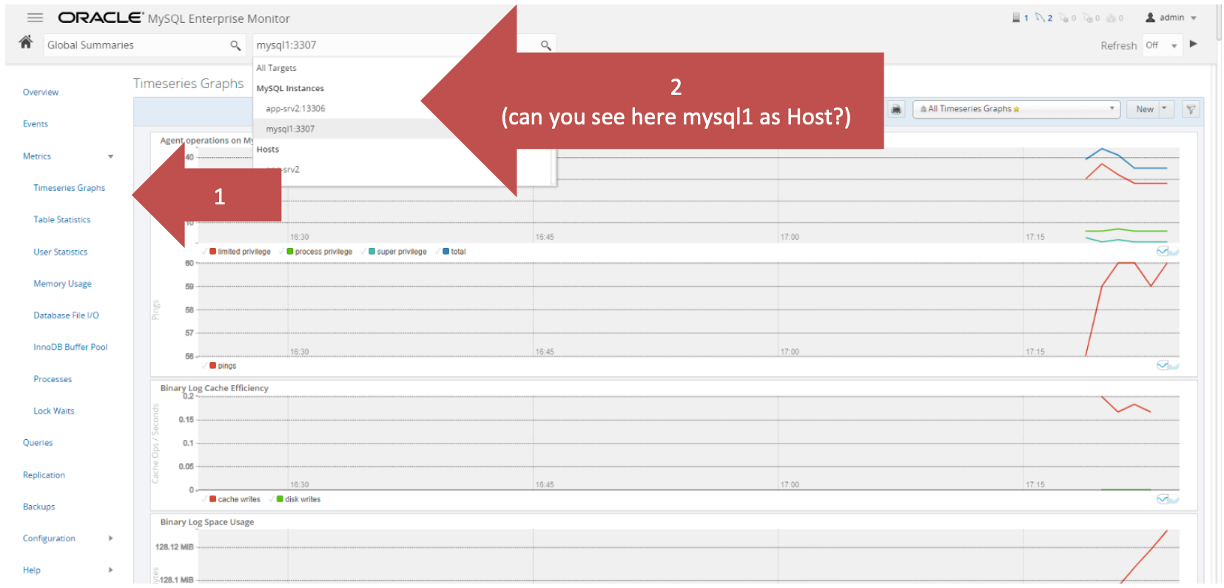 ORACLE® MySQL Enterprise Monitor
1 2 0 0 0 admin
Global Summaries
mysql1:3307
Refresh Off
All Targets
MySQL Instances
app-srv2:13306
mysql1:3307
Hosts
srv2
2
(can you see here mysql1 as Host?)
1
Overview
Events
Metrics
Timeseries Graphs
Table Statistics
User Statistics
Memory Usage
Database File I/O
InnoDB Buffer Pool
Processes
Lock Waits
Queries
Replication
Backups
Configuration
Help
Timeseries Graphs
All Timeseries Graphs
New
Agent operations on My
40
10
16:30 16:45 17:00 17:15
limited privilege process privilege super privilege total
60
59
58
57
56
Pings
16:30 16:45 17:00 17:15
pings
Binary Log Cache Efficiency
0.2
0.15
0.1
0.05
0
Cache Ops / Seconds
16:30 16:45 17:00 17:15
cache writes disk writes
Binary Log Space Usage
128.12 MiB
128.1 MiB